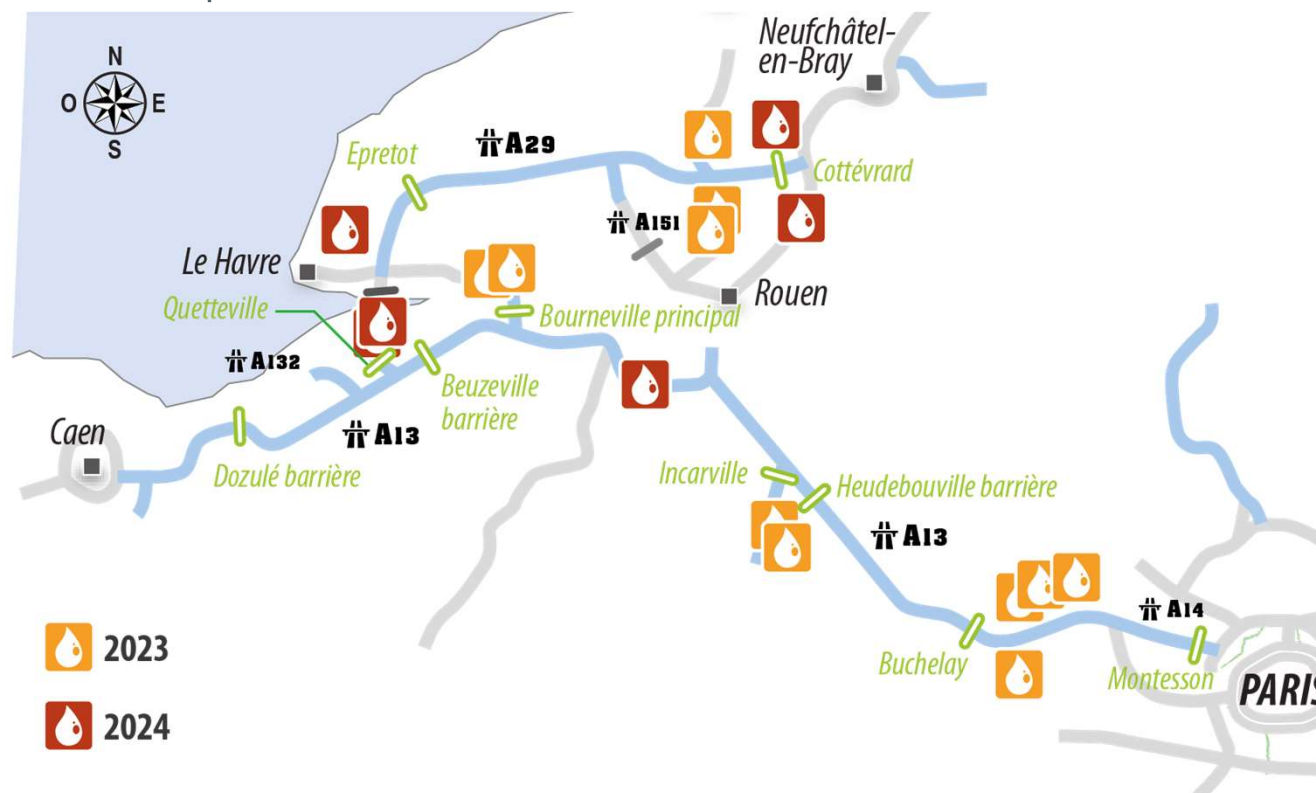 N
O
E
S
Neufchâtel-
en-Bray
Epretot
A29
Cottévrard
A151
Le Havre
Rouen
Quetteville
Bourneville principal
A132
Beuzeville
barrière
A13
Caen
Dozulé barrière
Incarville
Heudebouville barrière
A13
A14
Buchelay
Montesson
PARIS
2023
2024